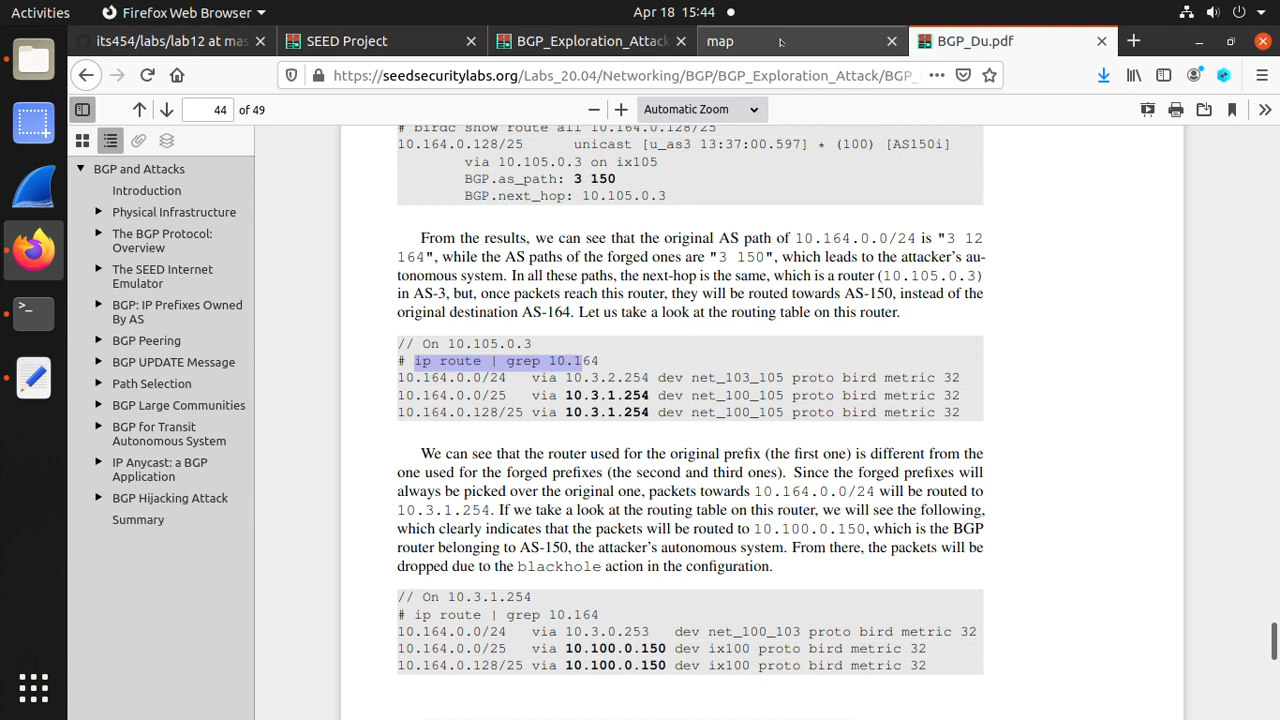 Activities
Firefox Web Browser
Apr 18 15:44
its454/labs/lab12 at mas
SEED Project
BGP_Exploration_Attack
map
BGP_Du.pdf
https://seedsecuritylabs.org/Labs_20.04/Networking/BGP/BGP_Exploration_Attack/BGP_
44 of 49
Automatic Zoom
BGP and Attacks
Introduction
Physical Infrastructure
The BGP Protocol:
Overview
The SEED Internet
Emulator
BGP: IP Prefixes Owned
By AS
BGP Peering
BGP UPDATE Message
Path Selection
BGP Large Communities
BGP for Transit
Autonomous System
IP Anycast: a BGP
Application
BGP Hijacking Attack
Summary
# birdc show route all 10.164.0.128/25
10.164.0.128/25 unicast [u_as3 13:37:00.597] * (100) [AS150i]
via 10.105.0.3 on ix105
BGP.as_path: 3 150
BGP.next_hop: 10.105.0.3
From the results, we can see that the original AS path of 10.164.0.0/24 is "3 12
164", while the AS paths of the forged ones are "3 150", which leads to the attacker's au-
tonomous system. In all these paths, the next-hop is the same, which is a router (10.105.0.3)
in AS-3, but, once packets reach this router, they will be routed towards AS-150, instead of the
original destination AS-164. Let us take a look at the routing table on this router.
// On 10.105.0.3
# ip route | grep 10.164
10.164.0.0/24 via 10.3.2.254 dev net_103_105 proto bird metric 32
10.164.0.0/25 via 10.3.1.254 dev net_100_105 proto bird metric 32
10.164.0.128/25 via 10.3.1.254 dev net_100_105 proto bird metric 32
We can see that the router used for the original prefix (the first one) is different from the
one used for the forged prefixes (the second and third ones). Since the forged prefixes will
always be picked over the original one, packets towards 10.164.0.0/24 will be routed to
10.3.1.254. If we take a look at the routing table on this router, we will see the following,
which clearly indicates that the packets will be routed to 10.100.0.150, which is the BGP
router belonging to AS-150, the attacker's autonomous system. From there, the packets will be
dropped due to the blackhole action in the configuration.
// On 10.3.1.254
# ip route | grep 10.164
10.164.0.0/24 via 10.3.0.253 dev net_100_103 proto bird metric 32
10.164.0.0/25 via 10.100.0.150 dev ix100 proto bird metric 32
10.164.0.128/25 via 10.100.0.150 dev ix100 proto bird metric 32